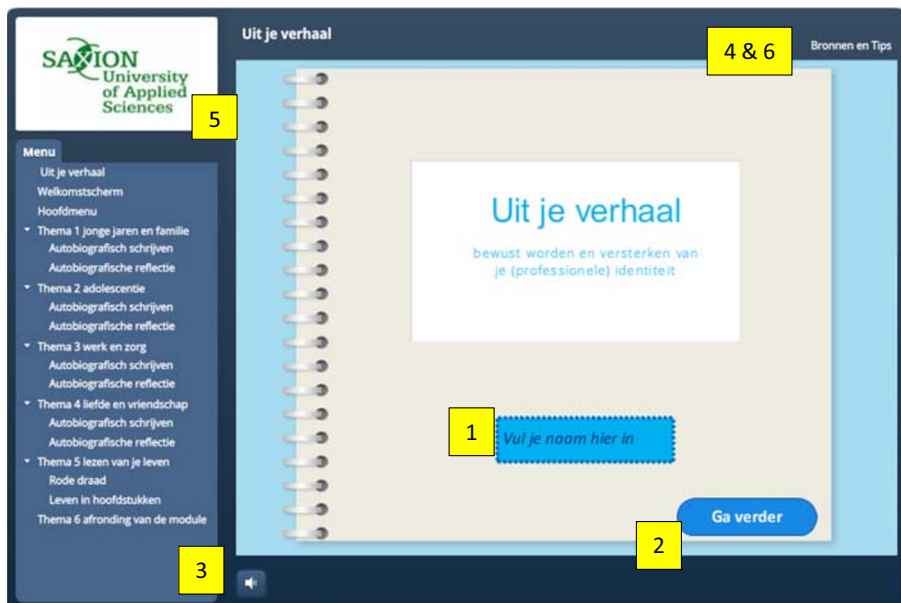 SAXION
University
of Applied
Sciences
5
Menu
Uit je verhaal
Welkomstscherm
Hoofdmenu
Thema 1 jonge jaren en familie
Autobiografisch schrijven
Autobiografische reflectie
Thema 2 adolescentie
Autobiografisch schrijven
Autobiografische reflectie
Thema 3 werk en zorg
Autobiografisch schrijven
Autobiografische reflectie
Thema 4 liefde en vriendschap
Autobiografisch schrijven
Autobiografische reflectie
Thema 5 lezen van je leven
Rode draad
Leven in hoofdstukken
Thema 6 afronding van de module
3
Uit je verhaal
4 & 6
Bronnen en Tips
Uit je verhaal
bewust worden en versterken van
je (professionele) identiteit
1
Vul je naam hier in
Ga verder
2